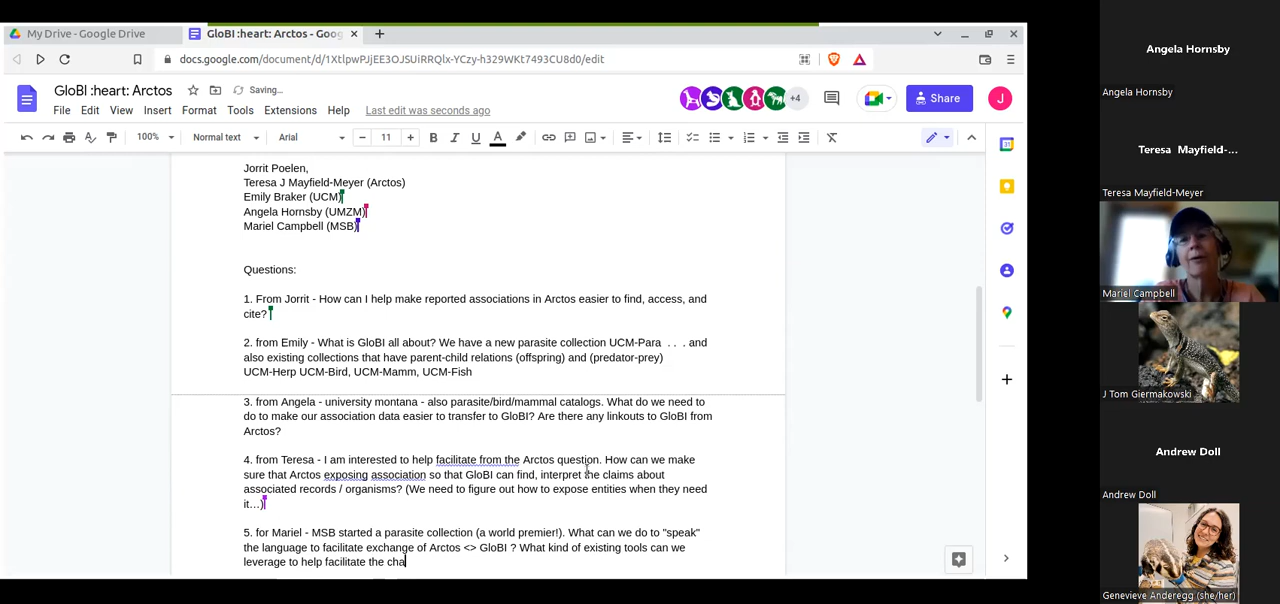 My Drive - Google Drive
GloBI :heart: Arctos - Goog
docs.google.com/document/d/1XtlpwPJjEE3OJSUiRRQlx-YCzy-h329WKt7493CU8d0/edit
GloBI :heart: Arctos
Saving...
+4
Share
J
File Edit View Insert Format Tools Extensions Help Last edit was seconds ago
100% Normal text Arial 11
Jorrit Poelen,
Teresa J Mayfield-Meyer (Arctos)
Emily Braker (UCM)
Angela Hornsby (UMZM)
Mariel Campbell (MSB)
Questions:
1. From Jorrit - How can I help make reported associations in Arctos easier to find, access, and
cite?
2. from Emily - What is GloBI all about? We have a new parasite collection UCM-Para . . . and
also existing collections that have parent-child relations (offspring) and (predator-prey)
UCM-Herp UCM-Bird, UCM-Mamm, UCM-Fish
3. from Angela - university montana - also parasite/bird/mammal catalogs. What do we need to
do to make our association data easier to transfer to GloBI? Are there any linkouts to GloBI from
Arctos?
4. from Teresa - I am interested to help facilitate from the Arctos question. How can we make
sure that Arctos exposing association so that GloBI can find, interpret the claims about
associated records / organisms? (We need to figure out how to expose entities when they need
it...)
5. for Mariel - MSB started a parasite collection (a world premier!). What can we do to "speak"
the language to facilitate exchange of Arctos <> GloBI ? What kind of existing tools can we
leverage to help facilitate the cha
Angela Hornsby
Angela Hornsby
Teresa Mayfield-...
Teresa Mayfield-Meyer
Mariel Campbell
J Tom Giermakowski
Andrew Doll
Andrew Doll
Genevieve Anderegg (she/her)